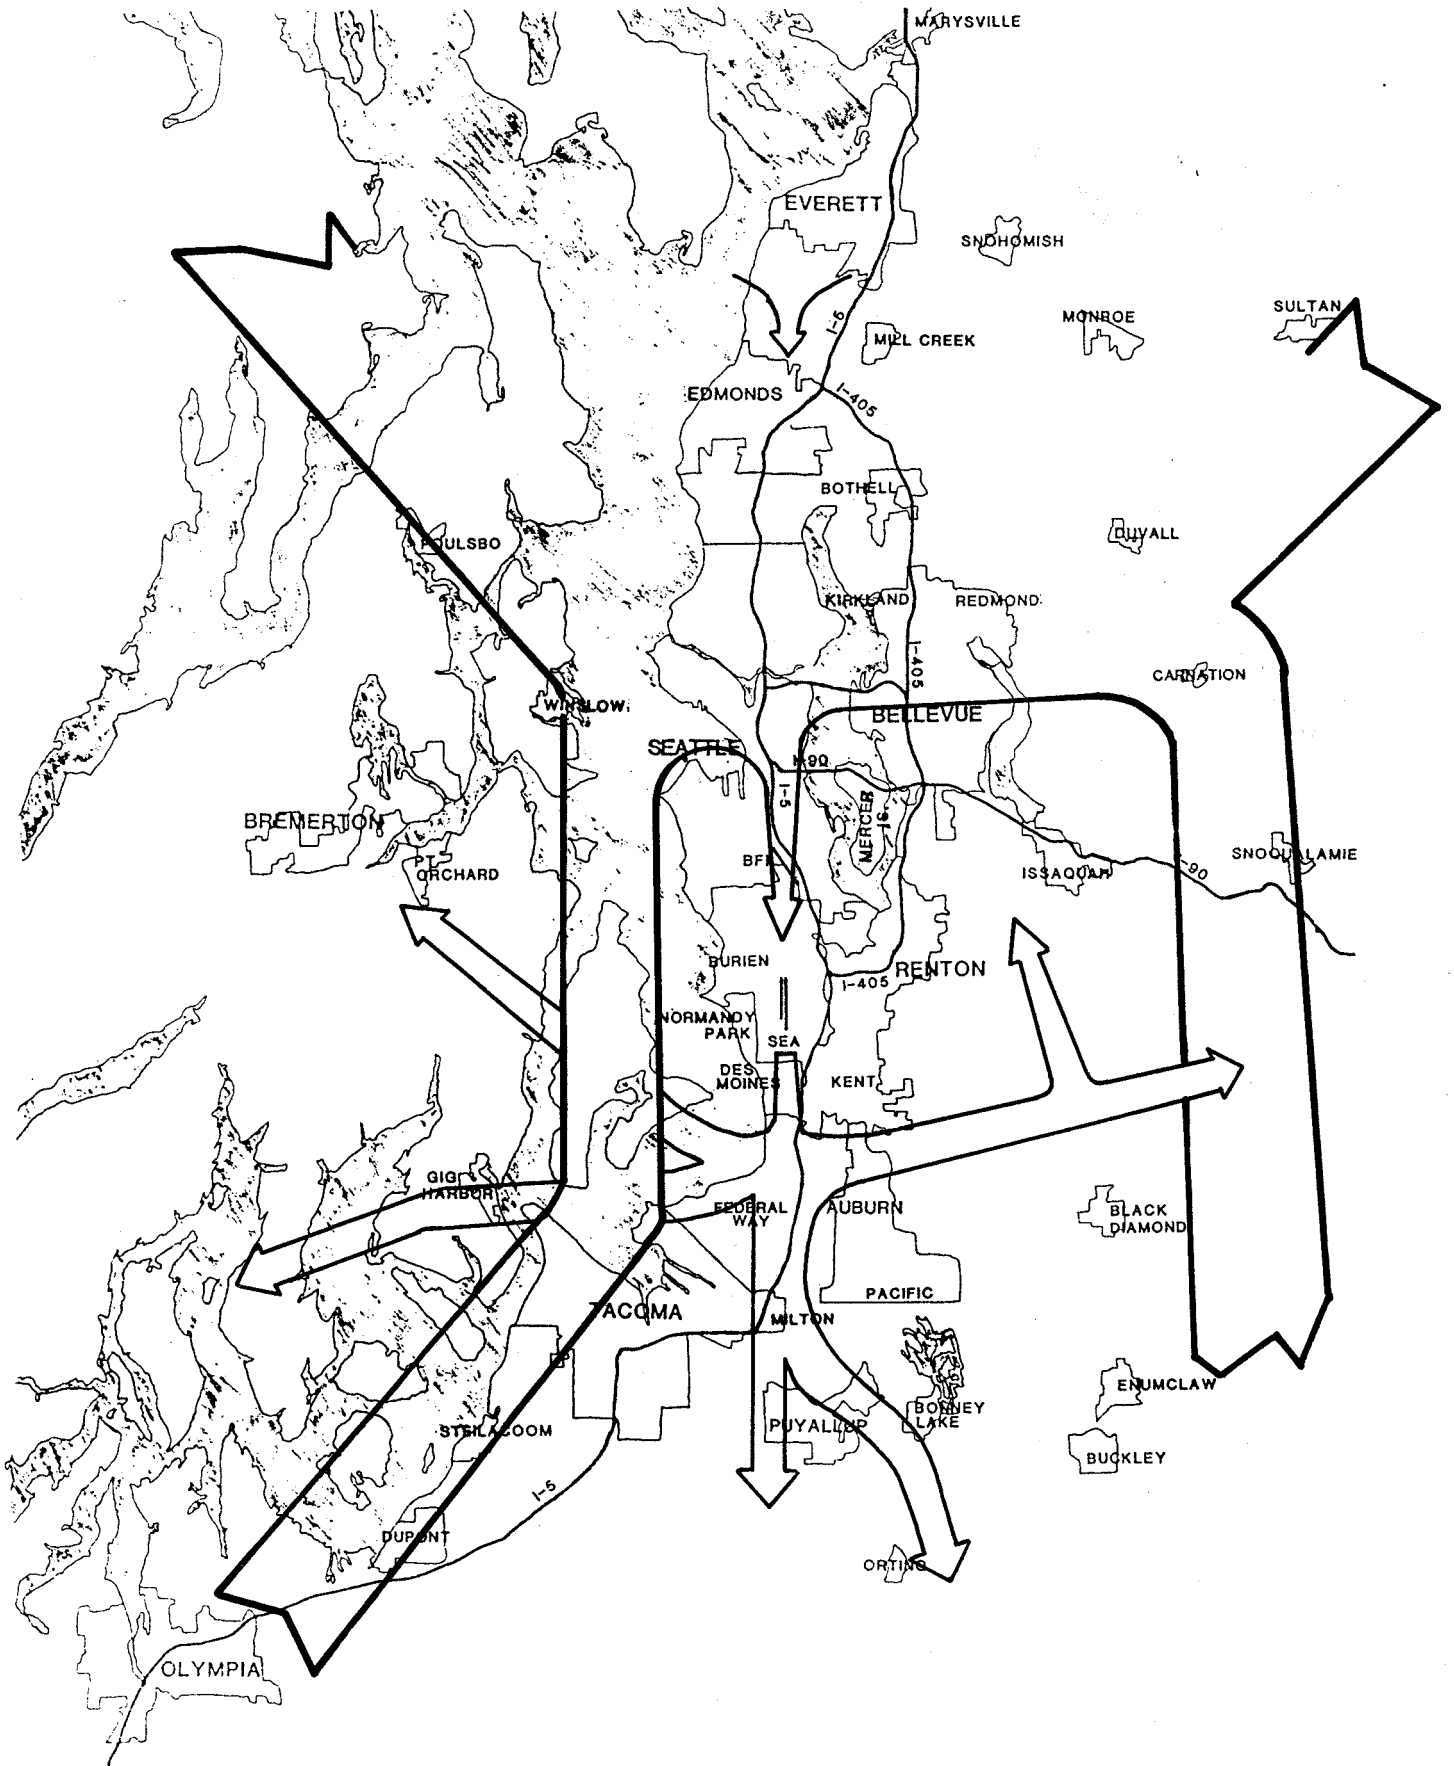 MARYSVILLE
EVERETT
SNOHOMISH
SULTAN
MONROE
I-5
MILL CREEK
EDMONDS
I-405
BOTHELL
DUVALL
POULSBO
KIRKLAND
REDMOND
I-405
CARNATION
WINSLOW
BELLEVUE
SEATTLE
I-90
I-5
MERCER
IS.
BREMERTON
BFI
PT.
ORCHARD
ISSAQUAH
I-90
SNOQUALAMIE
BURIEN
RENTON
I-405
NORMANDY
PARK
SEA
DES
MOINES
KENT
GIG
HARBOR
FEDERAL
WAY
AUBURN
BLACK
DIAMOND
PACIFIC
TACOMA
MILTON
ENUMCLAW
BONNEY
LAKE
PUYALLUP
STEILACOOM
BUCKLEY
I-5
DUPONT
ORTING
OLYMPIA